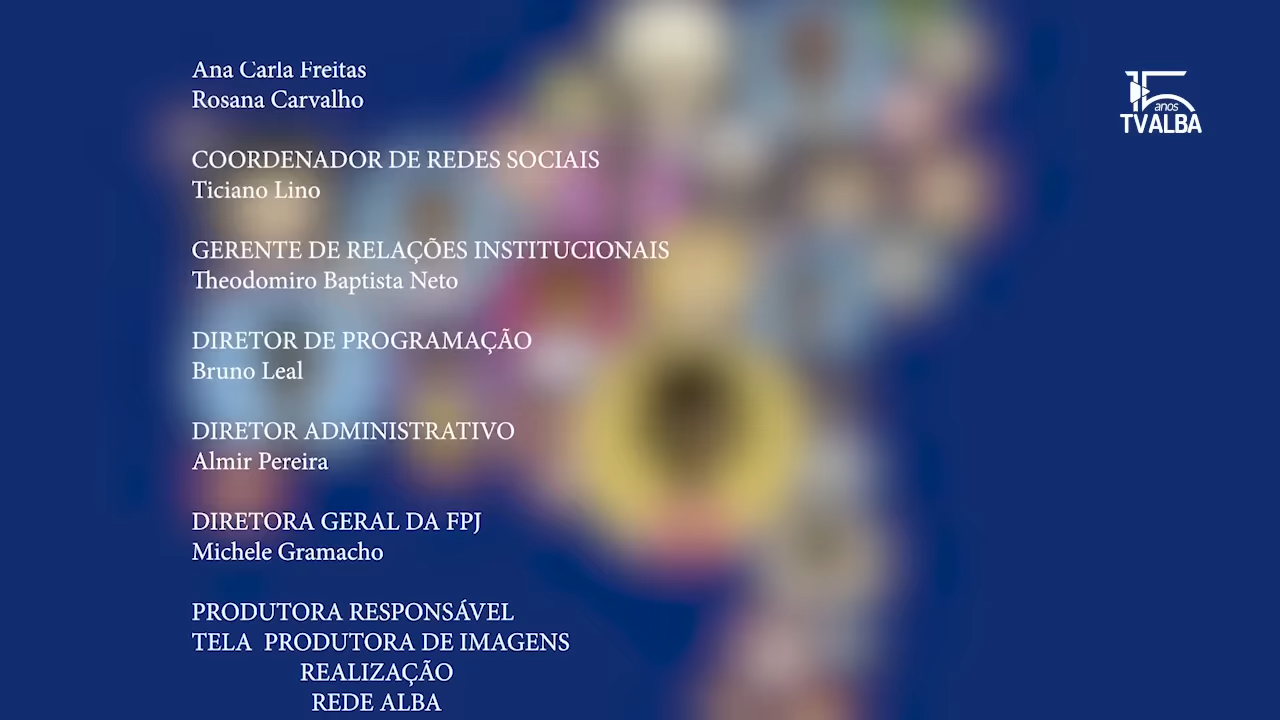 Ana Carla Freitas
Rosana Carvalho
COORDENADOR DE REDES SOCIAIS
Ticiano Lino
GERENTE DE RELAÇÕES INSTITUCIONAIS
Theodomiro Baptista Neto
DIRETOR DE PROGRAMAÇÃO
Bruno Leal
DIRETOR ADMINISTRATIVO
Almir Pereira
DIRETORA GERAL DA FPJ
Michele Gramacho
PRODUTORA RESPONSÁVEL
TELA PRODUTORA DE IMAGENS
REALIZAÇÃO
REDE ALBA
15
anos
TVALBA